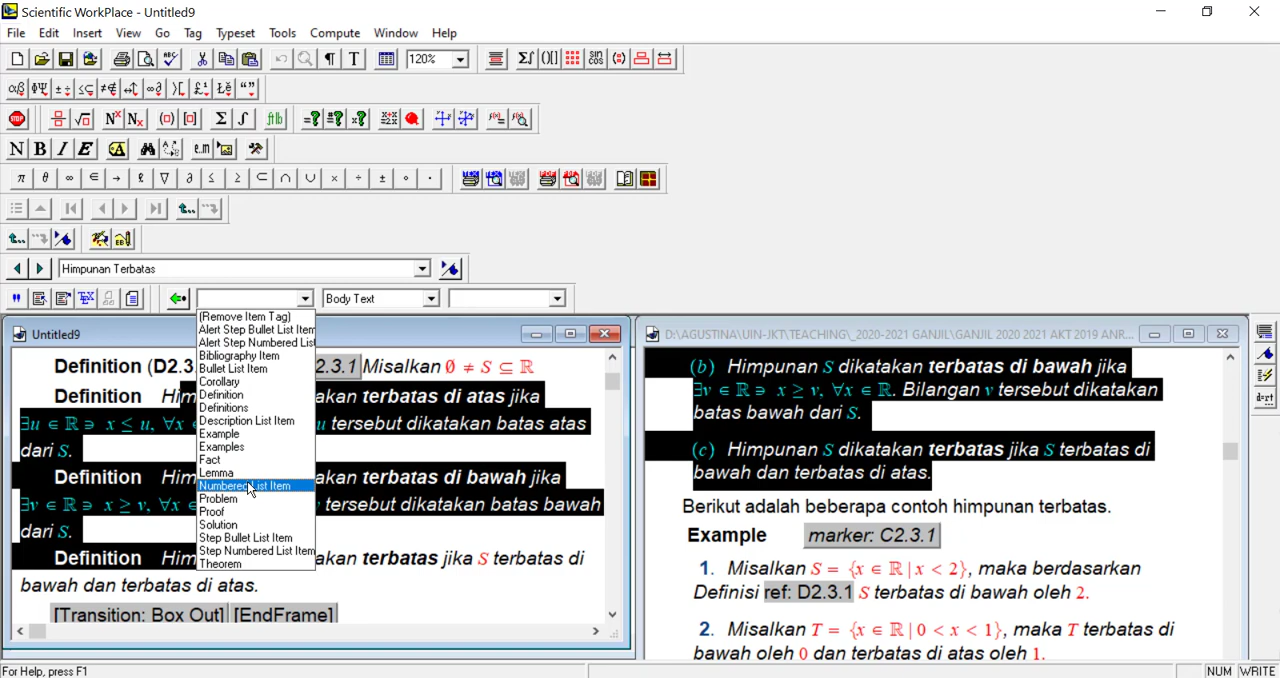 Scientific WorkPlace - Untitled9
File Edit Insert View Go Tag Typeset Tools Compute Window Help
120%
αβ ΦΨ
N B I E
e.m
π θ ∞ ∈ → ℓ ∇ ∂ ≤ ≥ ⊂ ∩ ∪ × ÷ ± ∘ ·
Himpunan Terbatas
Body Text
(Remove Item Tag)
Alert Step Bullet List Item
Alert Step Numbered List
Bibliography Item
Bullet List Item
Corollary
Definition
Definitions
Description List Item
Example
Examples
Fact
Lemma
Numbered List Item
Problem
Proof
Solution
Step Bullet List Item
Step Numbered List Item
Theorem
Untitled9
Definition (D2.3 2.3.1 Misalkan ∅ ≠ S ⊆ ℝ
Definition Him akan terbatas di atas jika
∃u ∈ ℝ ∋ x ≤ u, ∀x u tersebut dikatakan batas atas
dari S.
Definition Him akan terbatas di bawah jika
∃v ∈ ℝ ∋ x ≥ v, ∀x tersebut dikatakan batas bawah
dari S.
Definition Him akan terbatas jika S terbatas di
bawah dan terbatas di atas.
[Transition: Box Out] [EndFrame]
D:\AGUSTINA\UIN-JKT\TEACHING\_2020-2021 GANJIL\GANJIL 2020 2021 AKT 2019 ANR...
(b) Himpunan S dikatakan terbatas di bawah jika
∃v ∈ ℝ ∋ x ≥ v, ∀x ∈ ℝ. Bilangan v tersebut dikatakan
batas bawah dari S.
(c) Himpunan S dikatakan terbatas jika S terbatas di
bawah dan terbatas di atas.
Berikut adalah beberapa contoh himpunan terbatas.
Example marker: C2.3.1
1. Misalkan S = {x ∈ ℝ | x < 2}, maka berdasarkan
Definisi ref: D2.3.1 S terbatas di bawah oleh 2.
2. Misalkan T = {x ∈ ℝ | 0 < x < 1}, maka T terbatas di
bawah oleh 0 dan terbatas di atas oleh 1.
For Help, press F1
NUM WRITE